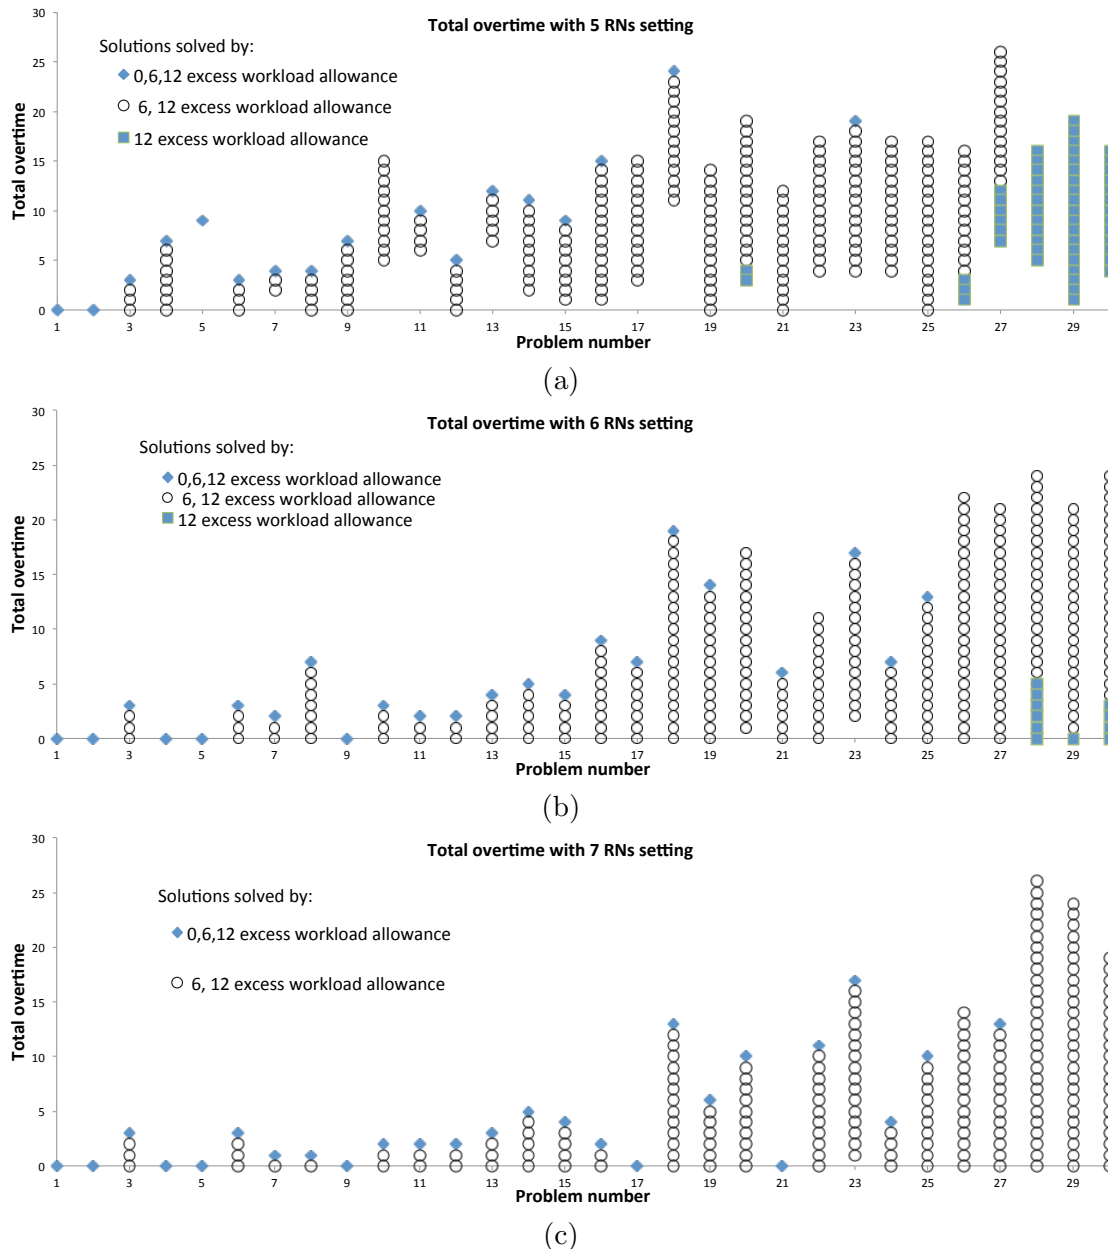 Total overtime with 5 RNs setting
Solutions solved by:
0,6,12 excess workload allowance
6, 12 excess workload allowance
12 excess workload allowance
Total overtime
30
25
20
15
10
5
0
1 3 5 7 9 11 13 15 17 19 21 23 25 27 29
Problem number
(a)
Total overtime with 6 RNs setting
Solutions solved by:
0,6,12 excess workload allowance
6, 12 excess workload allowance
12 excess workload allowance
Total overtime
30
25
20
15
10
5
0
1 3 5 7 9 11 13 15 17 19 21 23 25 27 29
Problem number
(b)
Total overtime with 7 RNs setting
Solutions solved by:
0,6,12 excess workload allowance
6, 12 excess workload allowance
Total overtime
30
25
20
15
10
5
0
1 3 5 7 9 11 13 15 17 19 21 23 25 27 29
Problem number
(c)